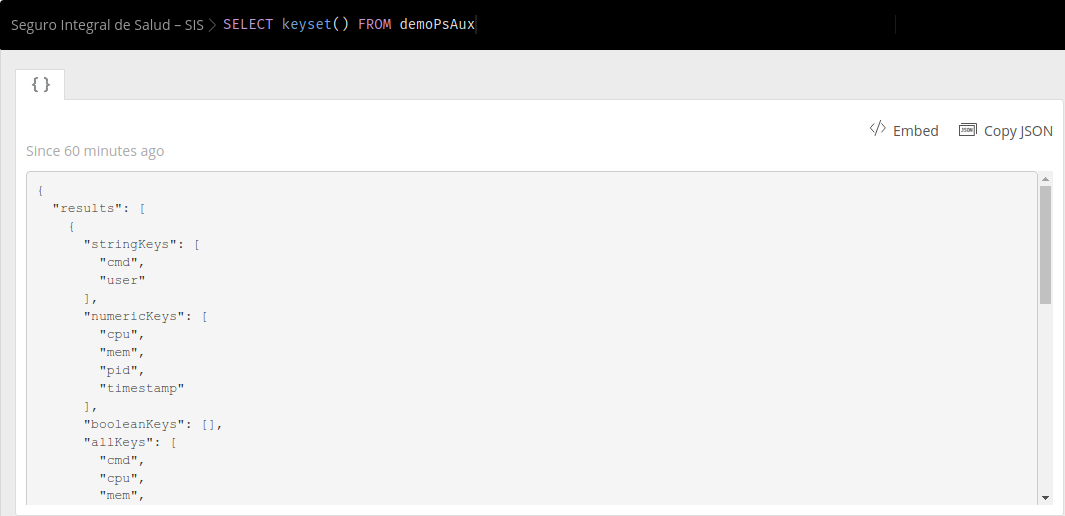 Seguro Integral de Salud – SIS > SELECT keyset() FROM demoPsAux
{ }
</> Embed JSON Copy JSON
Since 60 minutes ago
{
"results": [
{
"stringKeys": [
"cmd",
"user"
],
"numericKeys": [
"cpu",
"mem",
"pid",
"timestamp"
],
"booleanKeys": [],
"allKeys": [
"cmd",
"cpu",
"mem",